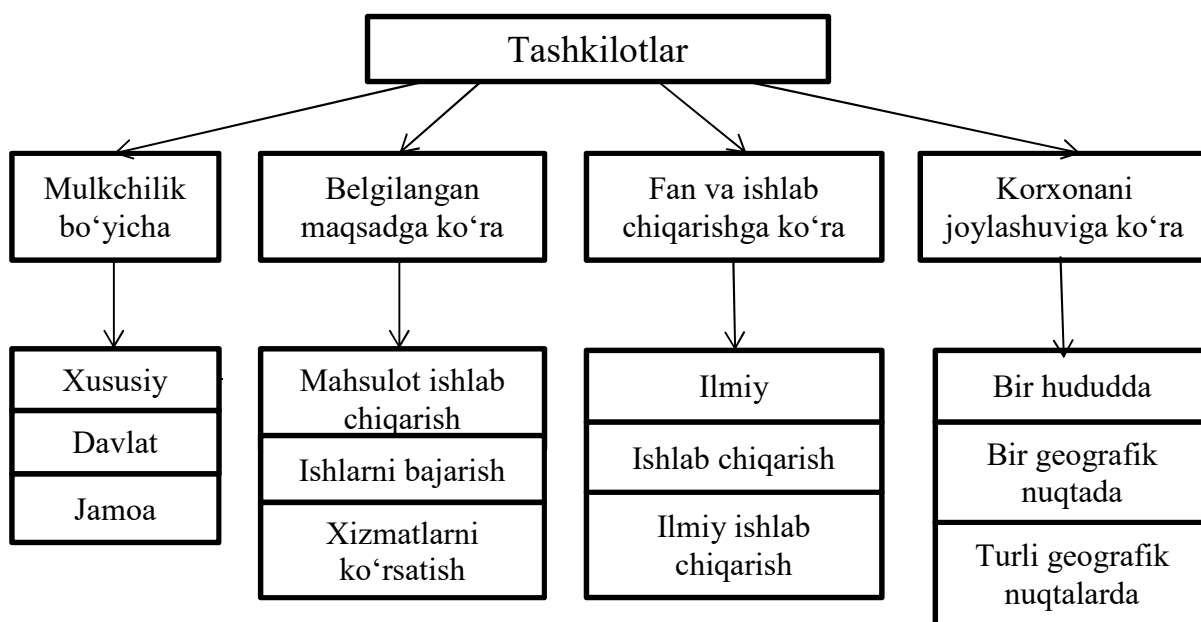 Tashkilotlar
Mulkchilik
bo‘yicha
Belgilangan
maqsadga ko‘ra
Fan va ishlab
chiqarishga ko‘ra
Korxonani
joylashuviga ko‘ra
Xususiy
Davlat
Jamoa
Mahsulot ishlab
chiqarish
Ishlarni bajarish
Xizmatlarni
ko‘rsatish
Ilmiy
Ishlab chiqarish
Ilmiy ishlab
chiqarish
Bir hududda
Bir geografik
nuqtada
Turli geografik
nuqtalarda